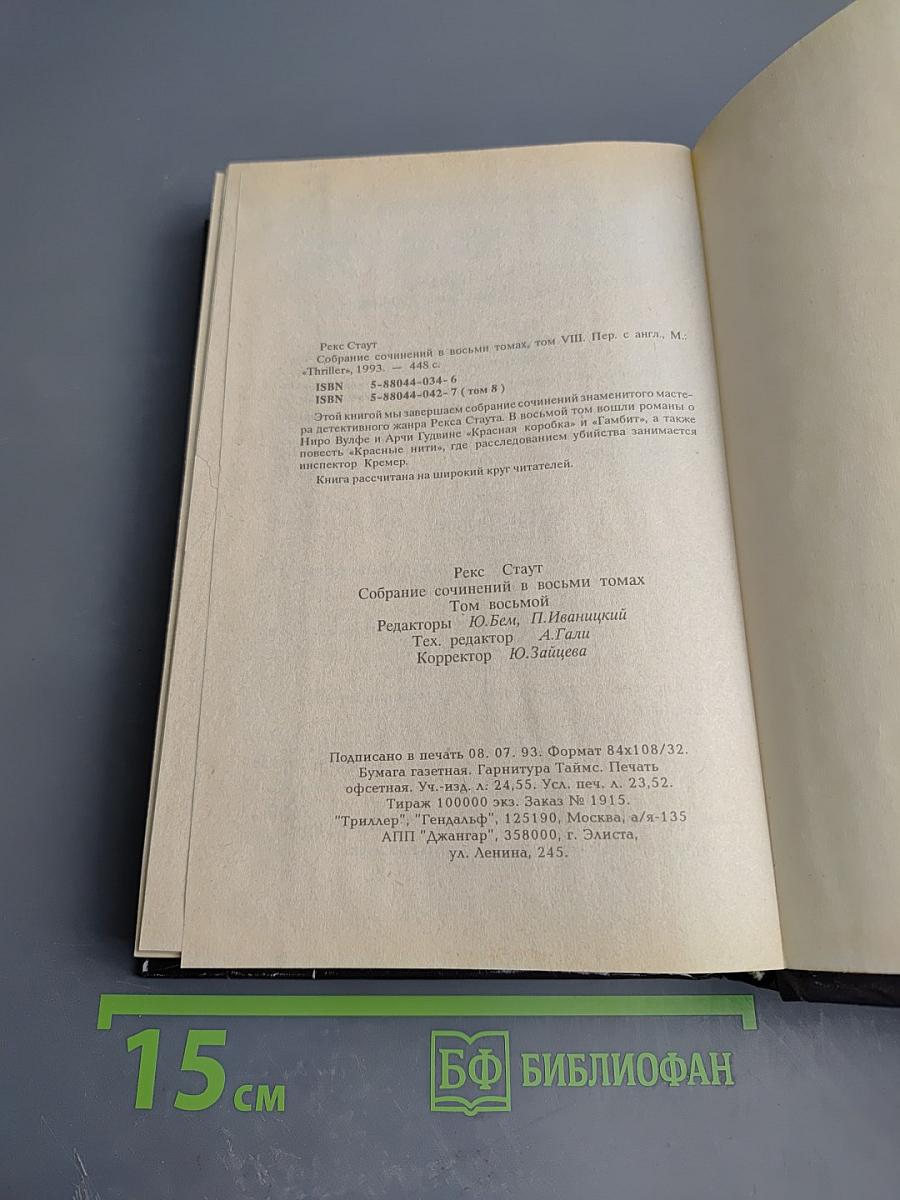 Рекс Стаут
Собрание сочинений в восьми томах, том VIII. Пер. с англ., М.:
«Thriller», 1993. — 448 с.
ISBN 5-88044-034-6
ISBN 5-88044-042-7 (том 8)
Этой книгой мы завершаем собрание сочинений знаменитого масте-
ра детективного жанра Рекса Стаута. В восьмой том вошли романы о
Ниро Вулфе и Арчи Гудвине «Красная коробка» и «Гамбит», а также
повесть «Красные нити», где расследованием убийства занимается
инспектор Кремер.
Книга рассчитана на широкий круг читателей.
Рекс Стаут
Собрание сочинений в восьми томах
Том восьмой
Редакторы Ю.Бем, П.Иваницкий
Тех. редактор А.Гали
Корректор Ю.Зайцева
Подписано в печать 08. 07. 93. Формат 84х108/32.
Бумага газетная. Гарнитура Таймс. Печать
офсетная. Уч.-изд. л. 24,55. Усл. печ. л. 23,52.
Тираж 100000 экз. Заказ № 1915.
"Триллер", "Гендальф", 125190, Москва, а/я-135
АПП "Джангар", 358000, г. Элиста,
ул. Ленина, 245.
15 см
БФ БИБЛИОФАН